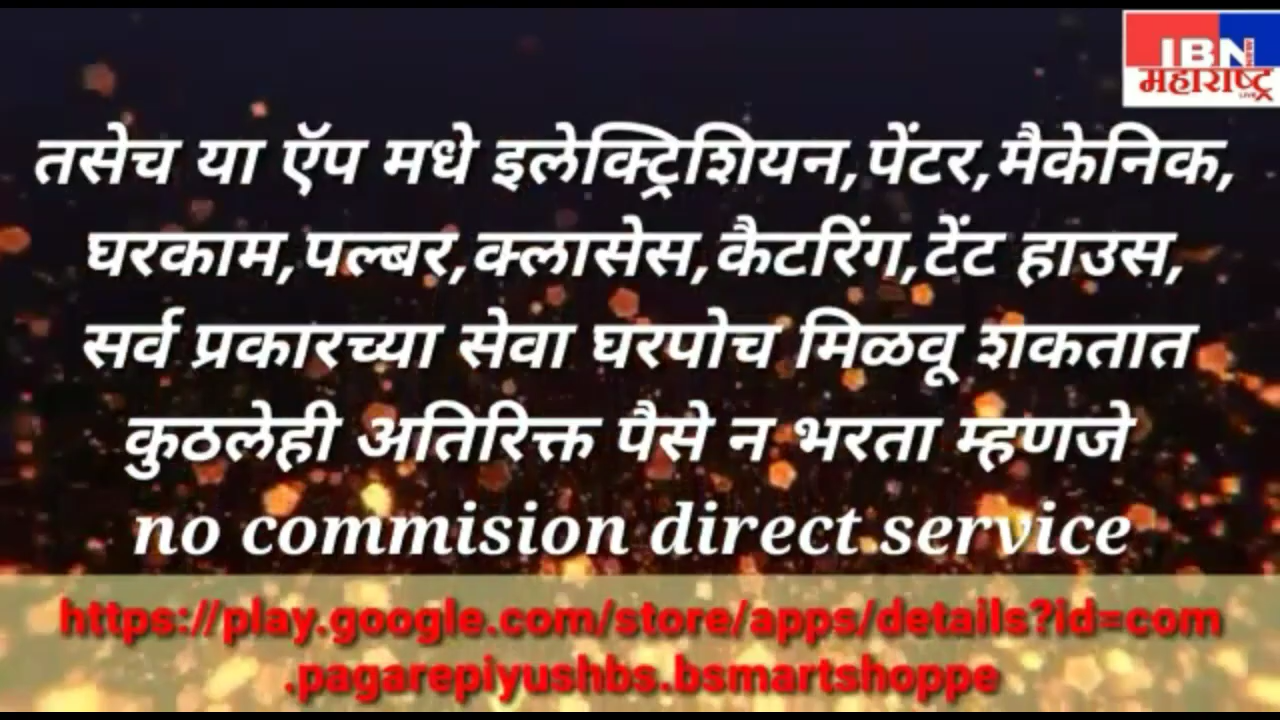 IBN
NEW
महाराष्ट्र
LIVE
तसेच या ऍप मधे इलेक्ट्रिशियन,पेंटर,मैकेनिक,
घरकाम,पल्बर,क्लासेस,कैटरिंग,टेंट हाउस,
सर्व प्रकारच्या सेवा घरपोच मिळवू शकतात
कुठलेही अतिरिक्त पैसे न भरता म्हणजे
no commision direct service
https://play.google.com/store/apps/details?id=com
.pagarepiyushbs.bsmartshoppe